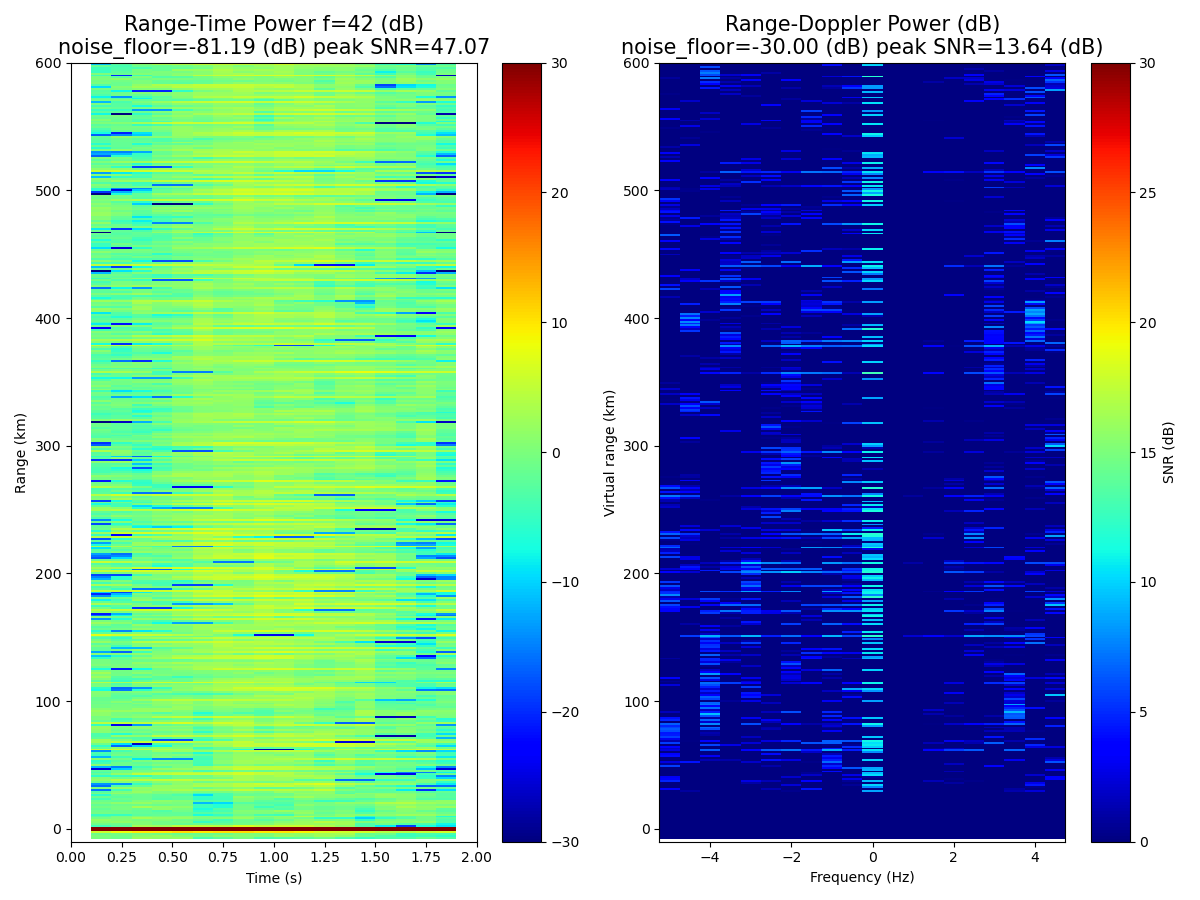 Range-Time Power f=42 (dB)
noise_floor=-81.19 (dB) peak SNR=47.07
600
500
400
300
200
100
0
Range (km)
0.00 0.25 0.50 0.75 1.00 1.25 1.50 1.75 2.00
Time (s)
30
20
10
0
−10
−20
−30
Range-Doppler Power (dB)
noise_floor=-30.00 (dB) peak SNR=13.64 (dB)
600
500
400
300
200
100
0
Virtual range (km)
−4 −2 0 2 4
Frequency (Hz)
30
25
20
15
10
5
0
SNR (dB)